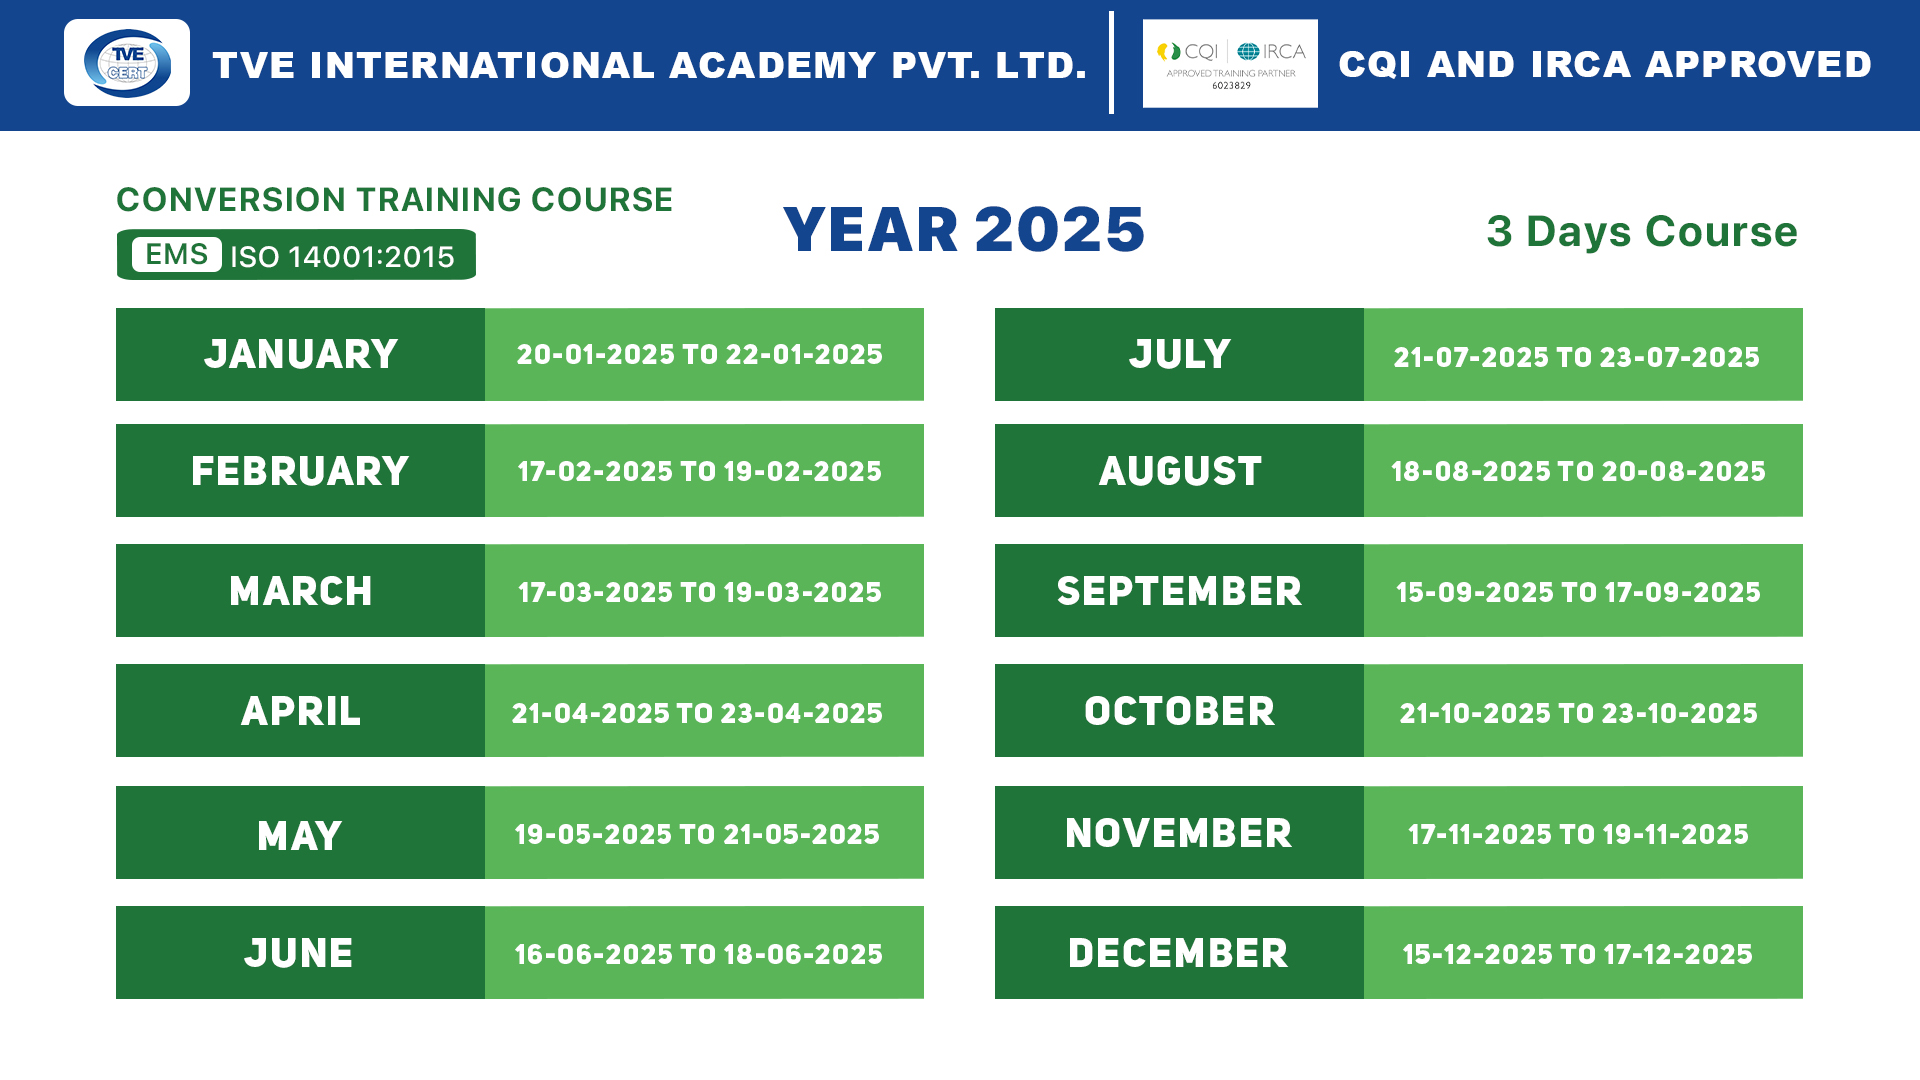 TVE CERT
TVE INTERNATIONAL ACADEMY PVT. LTD.
CQI IRCA
APPROVED TRAINING PARTNER
6023829
CQI AND IRCA APPROVED
CONVERSION TRAINING COURSE
EMS ISO 14001:2015
YEAR 2025
3 Days Course
JANUARY 20-01-2025 TO 22-01-2025
FEBRUARY 17-02-2025 TO 19-02-2025
MARCH 17-03-2025 TO 19-03-2025
APRIL 21-04-2025 TO 23-04-2025
MAY 19-05-2025 TO 21-05-2025
JUNE 16-06-2025 TO 18-06-2025
JULY 21-07-2025 TO 23-07-2025
AUGUST 18-08-2025 TO 20-08-2025
SEPTEMBER 15-09-2025 TO 17-09-2025
OCTOBER 21-10-2025 TO 23-10-2025
NOVEMBER 17-11-2025 TO 19-11-2025
DECEMBER 15-12-2025 TO 17-12-2025